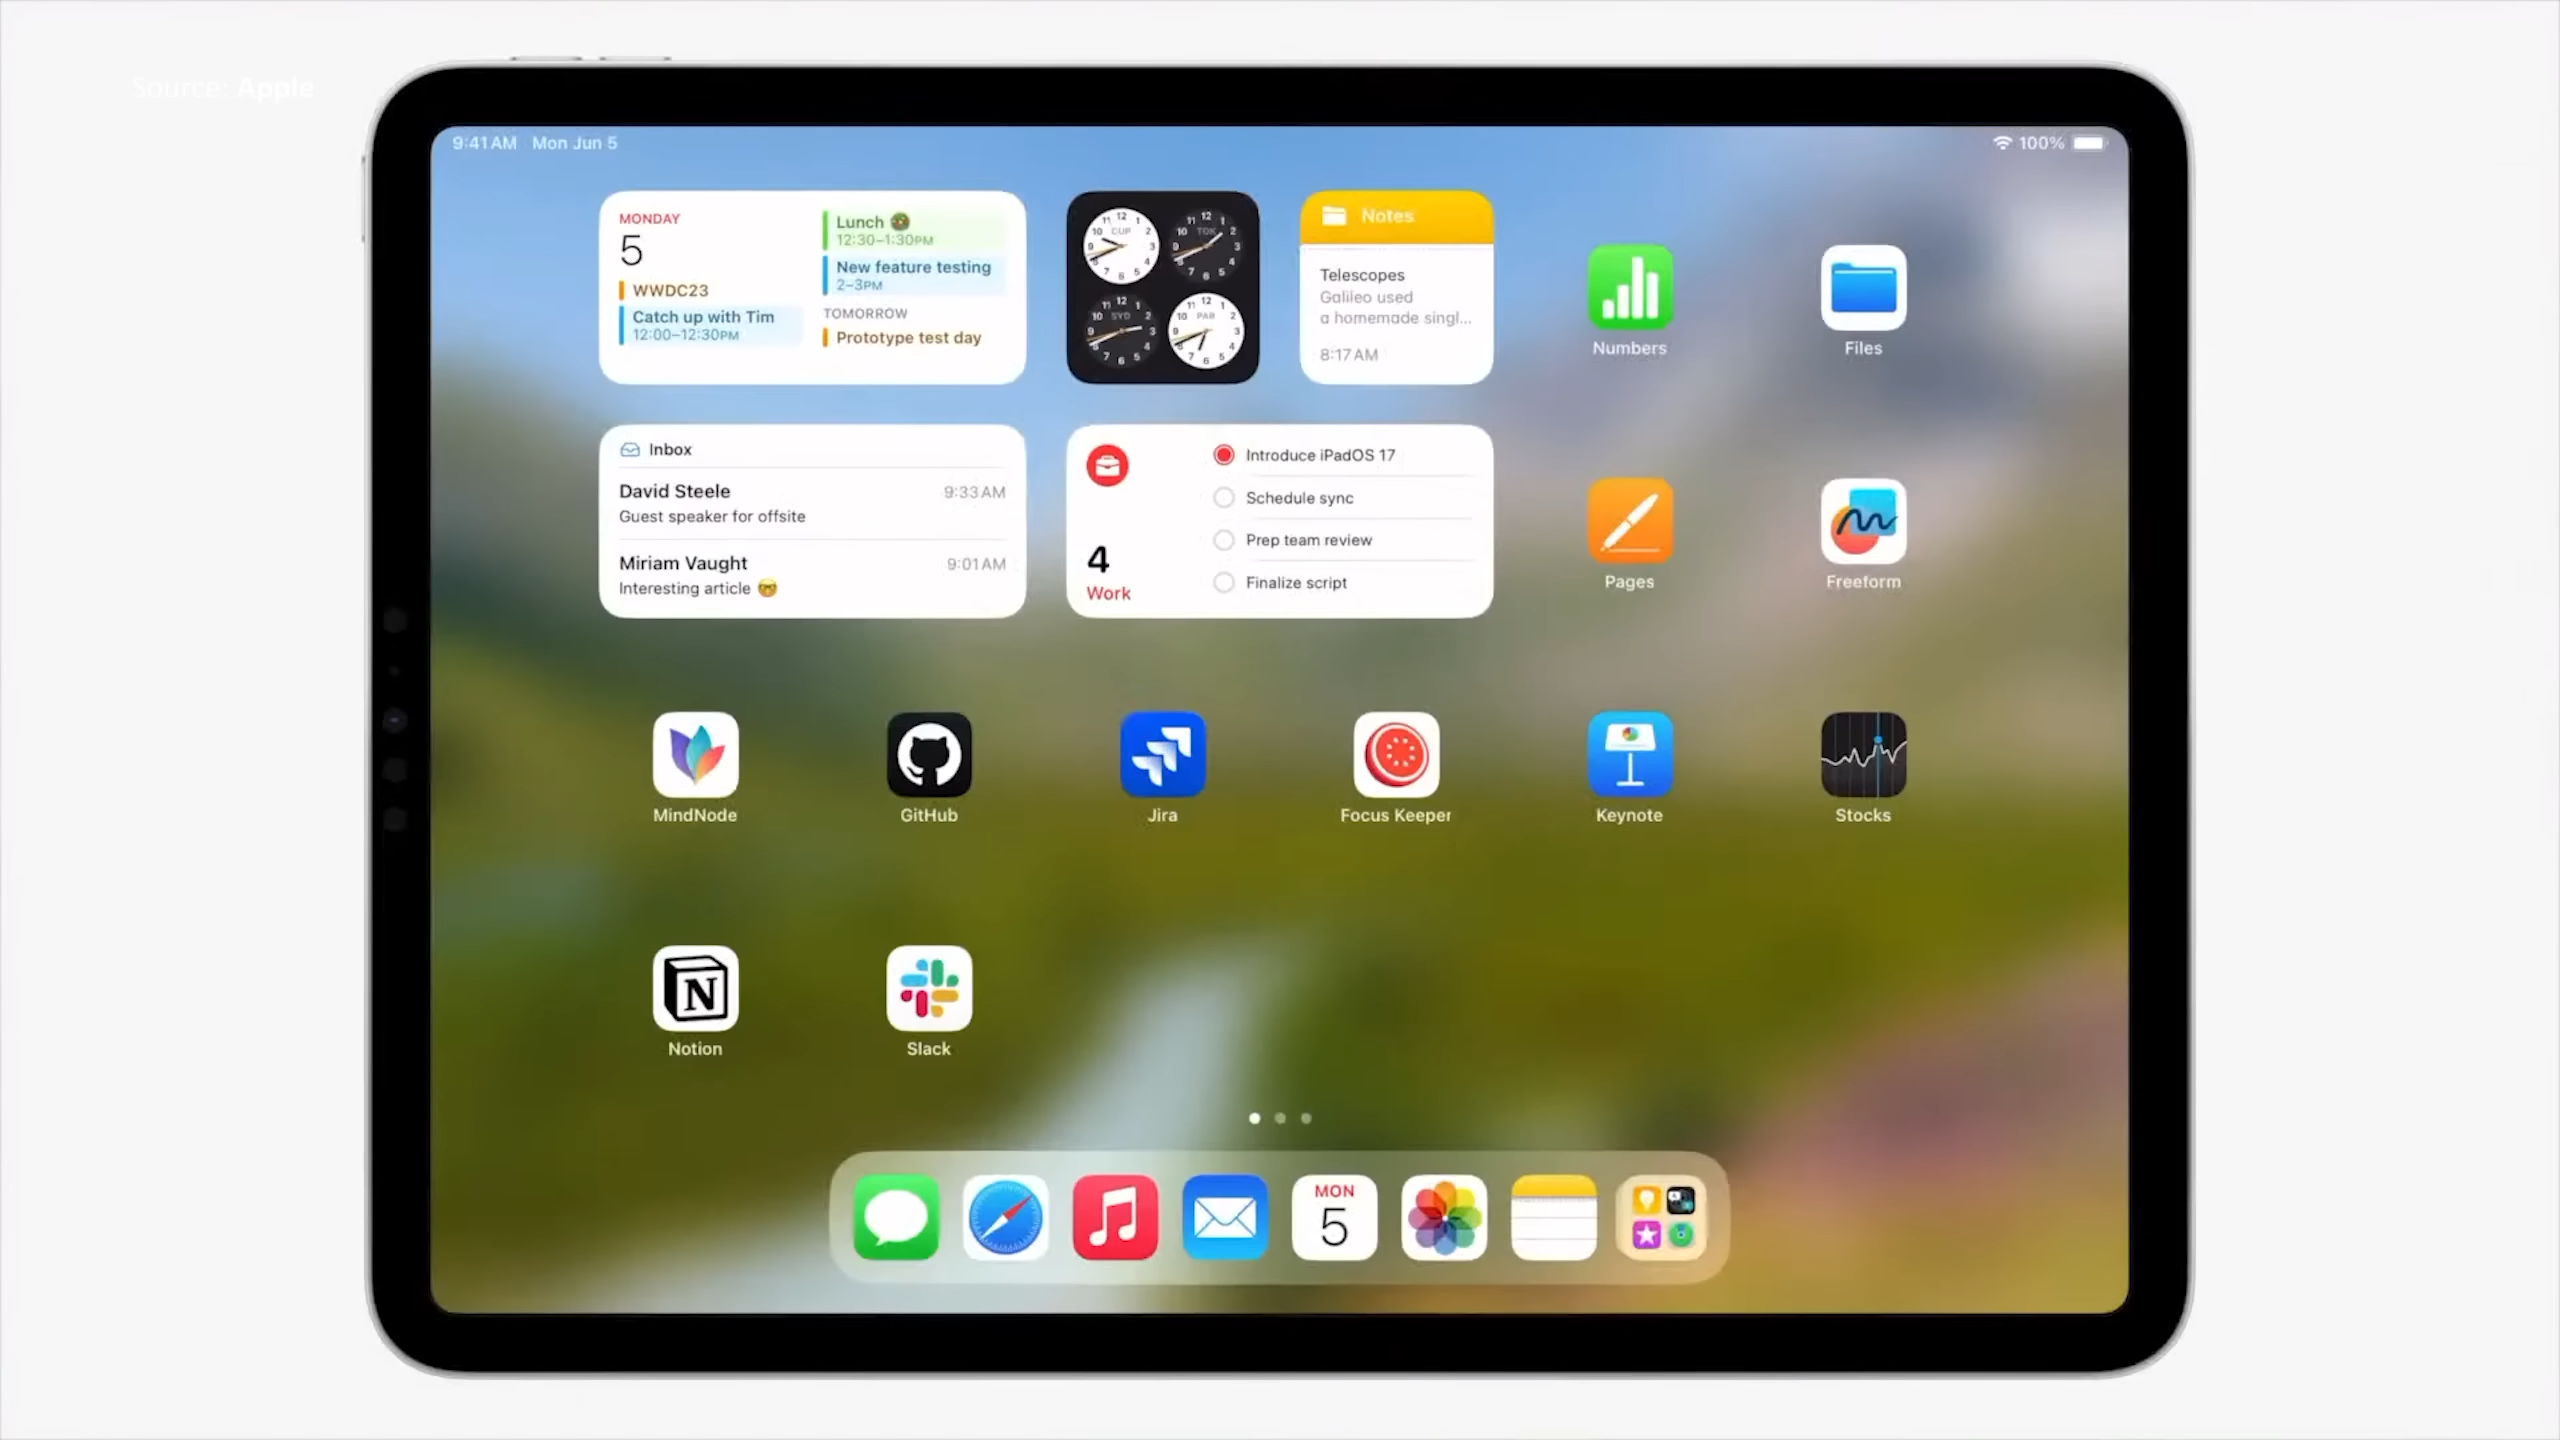 Source: Apple
9:41 AM Mon Jun 5
100%
MONDAY
5
WWDC23
Catch up with Tim
12:00–12:30PM
Lunch
12:30–1:30PM
New feature testing
2–3PM
TOMORROW
Prototype test day
CUP
TOK
SYD
PAR
Notes
Telescopes
Galileo used
a homemade singl...
8:17 AM
Numbers
Files
Inbox
David Steele 9:33 AM
Guest speaker for offsite
Miriam Vaught 9:01 AM
Interesting article
4
Work
Introduce iPadOS 17
Schedule sync
Prep team review
Finalize script
Pages
Freeform
MindNode
GitHub
Jira
Focus Keeper
Keynote
Stocks
N
Notion
Slack
MON
5